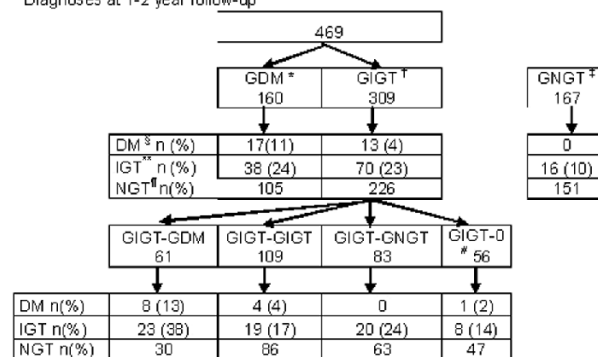 Diagnoses at 1-2 year follow-up
469
GDM * GIGT † GNGT ‡
160 309 167
DM § n (%) 17(11) 13 (4) 0
IGT ** n (%) 38 (24) 70 (23) 16 (10)
NGT ¶ n(%) 105 226 151
GIGT-GDM GIGT-GIGT GIGT-GNGT GIGT-0
61 109 83 # 56
DM n(%) 8 (13) 4 (4) 0 1 (2)
IGT n(%) 23 (38) 19 (17) 20 (24) 8 (14)
NGT n(%) 30 86 63 47